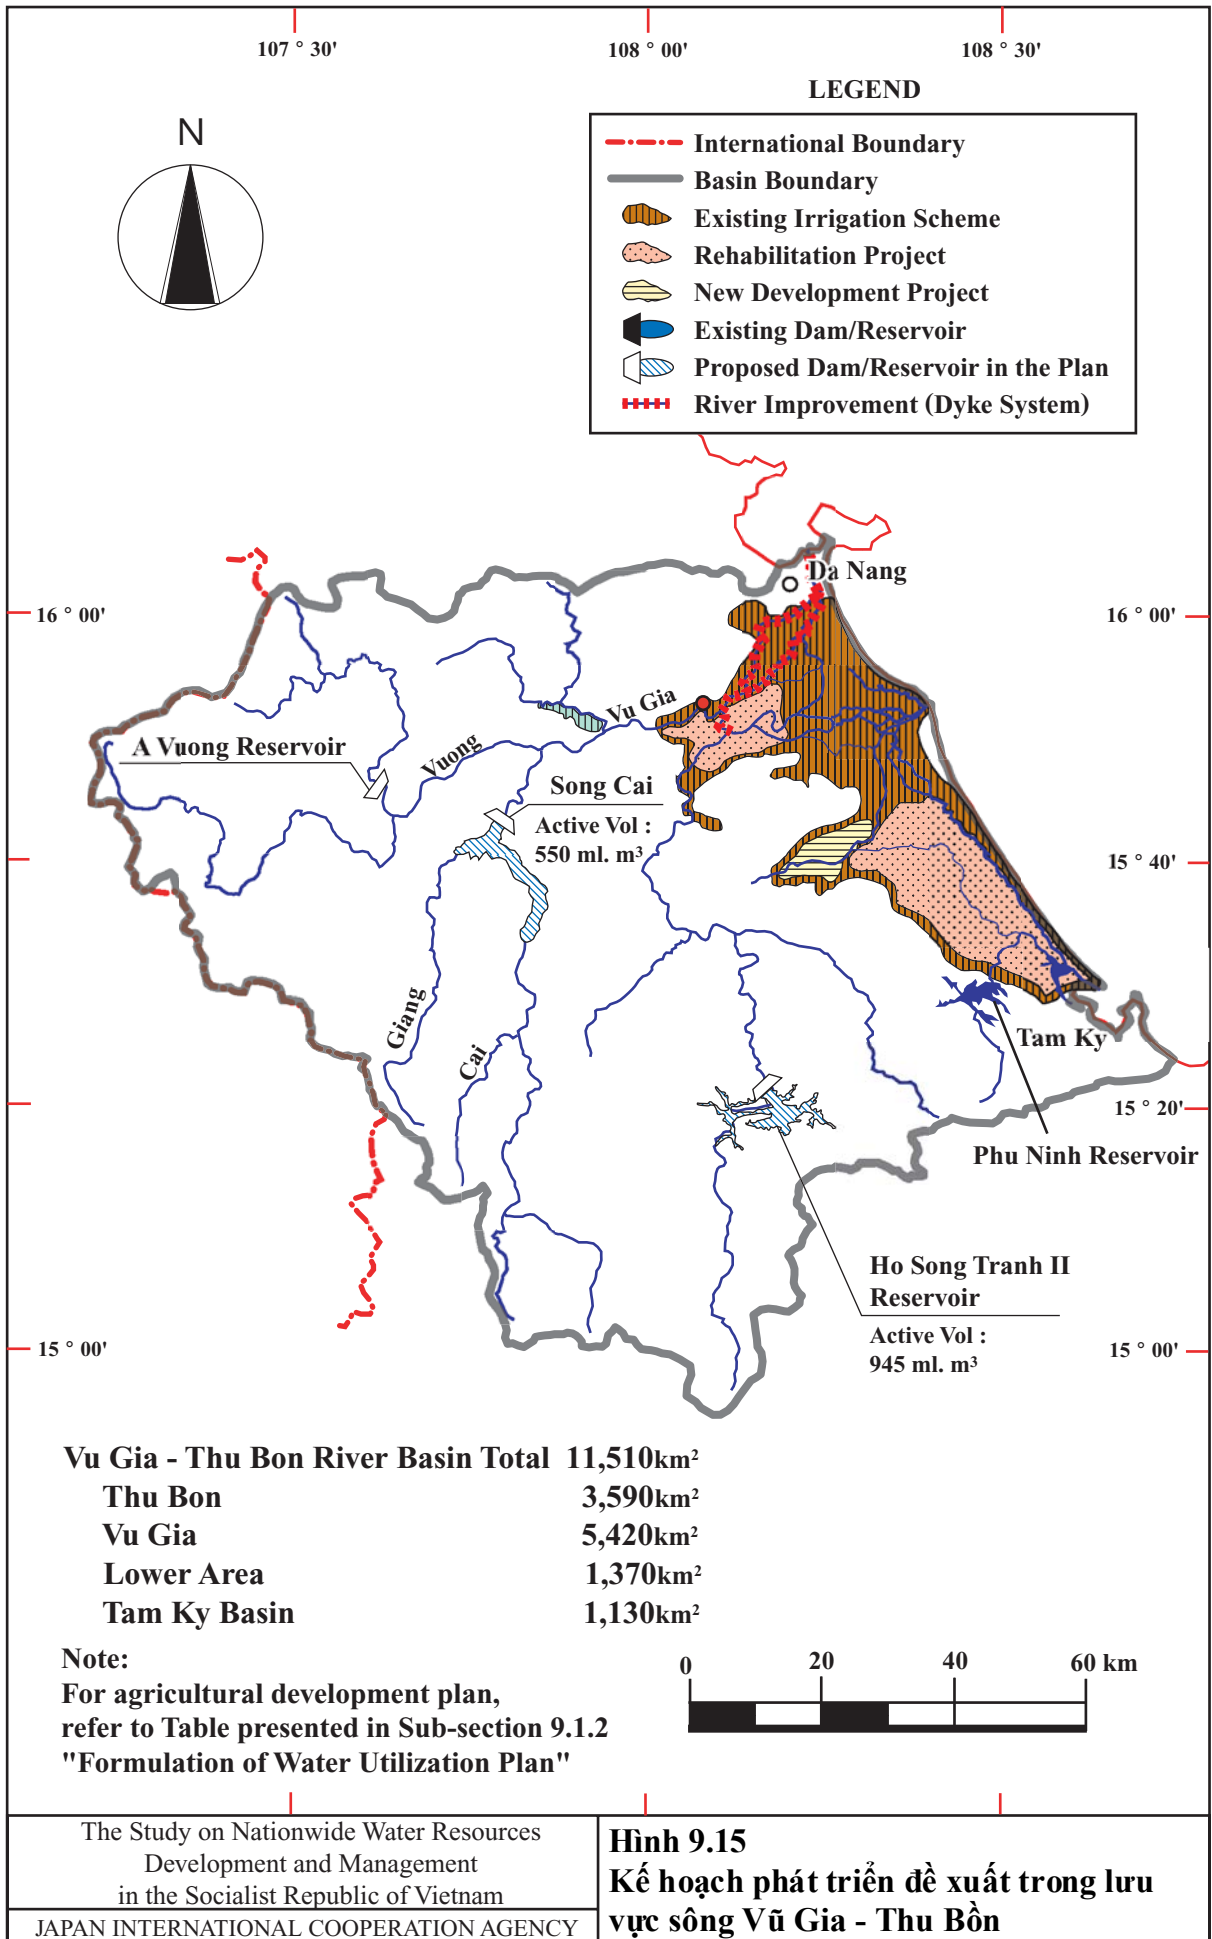 107 ° 30'
108 ° 00'
108 ° 30'
LEGEND
N
International Boundary
Basin Boundary
Existing Irrigation Scheme
Rehabilitation Project
New Development Project
Existing Dam/Reservoir
Proposed Dam/Reservoir in the Plan
River Improvement (Dyke System)
Da Nang
16 ° 00'
16 ° 00'
Vu Gia
A Vuong Reservoir
Vuong
Song Cai
Active Vol :
550 ml. m³
15 ° 40'
Giang
Cai
Tam Ky
15 ° 20'
Phu Ninh Reservoir
Ho Song Tranh II
Reservoir
Active Vol :
945 ml. m³
15 ° 00'
15 ° 00'
Vu Gia - Thu Bon River Basin Total 11,510km²
Thu Bon 3,590km²
Vu Gia 5,420km²
Lower Area 1,370km²
Tam Ky Basin 1,130km²
Note:
For agricultural development plan,
refer to Table presented in Sub-section 9.1.2
"Formulation of Water Utilization Plan"
0 20 40 60 km
The Study on Nationwide Water Resources
Development and Management
in the Socialist Republic of Vietnam
JAPAN INTERNATIONAL COOPERATION AGENCY
Hình 9.15
Kế hoạch phát triển đề xuất trong lưu
vực sông Vũ Gia - Thu Bồn